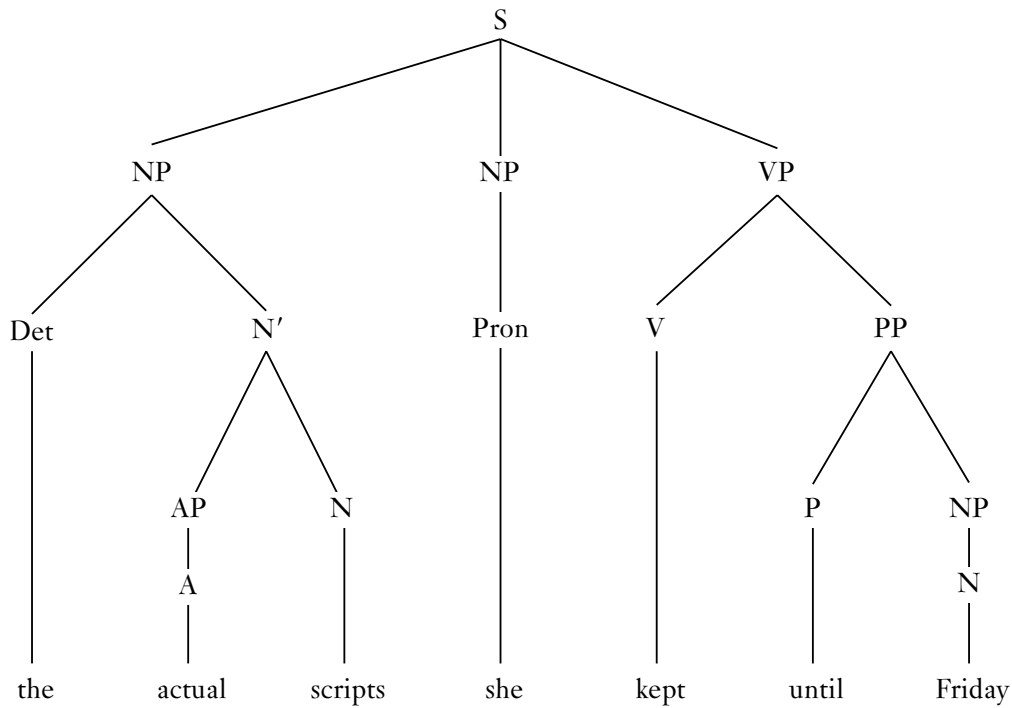 S
NP NP VP
Det N′ Pron V PP
AP N P NP
A N
the actual scripts she kept until Friday